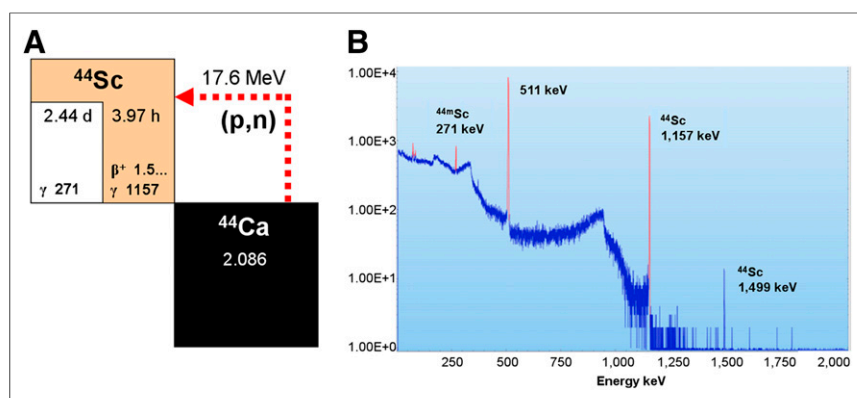 A
⁴⁴Sc
2.44 d
3.97 h
β⁺ 1.5...
γ 271
γ 1157
17.6 MeV
(p,n)
⁴⁴Ca
2.086
B
1.00E+4
1.00E+3
1.00E+2
1.00E+1
1.00E+0
⁴⁴ᵐSc
271 keV
511 keV
⁴⁴Sc
1,157 keV
⁴⁴Sc
1,499 keV
250 500 750 1,000 1,250 1,500 1,750 2,000
Energy keV